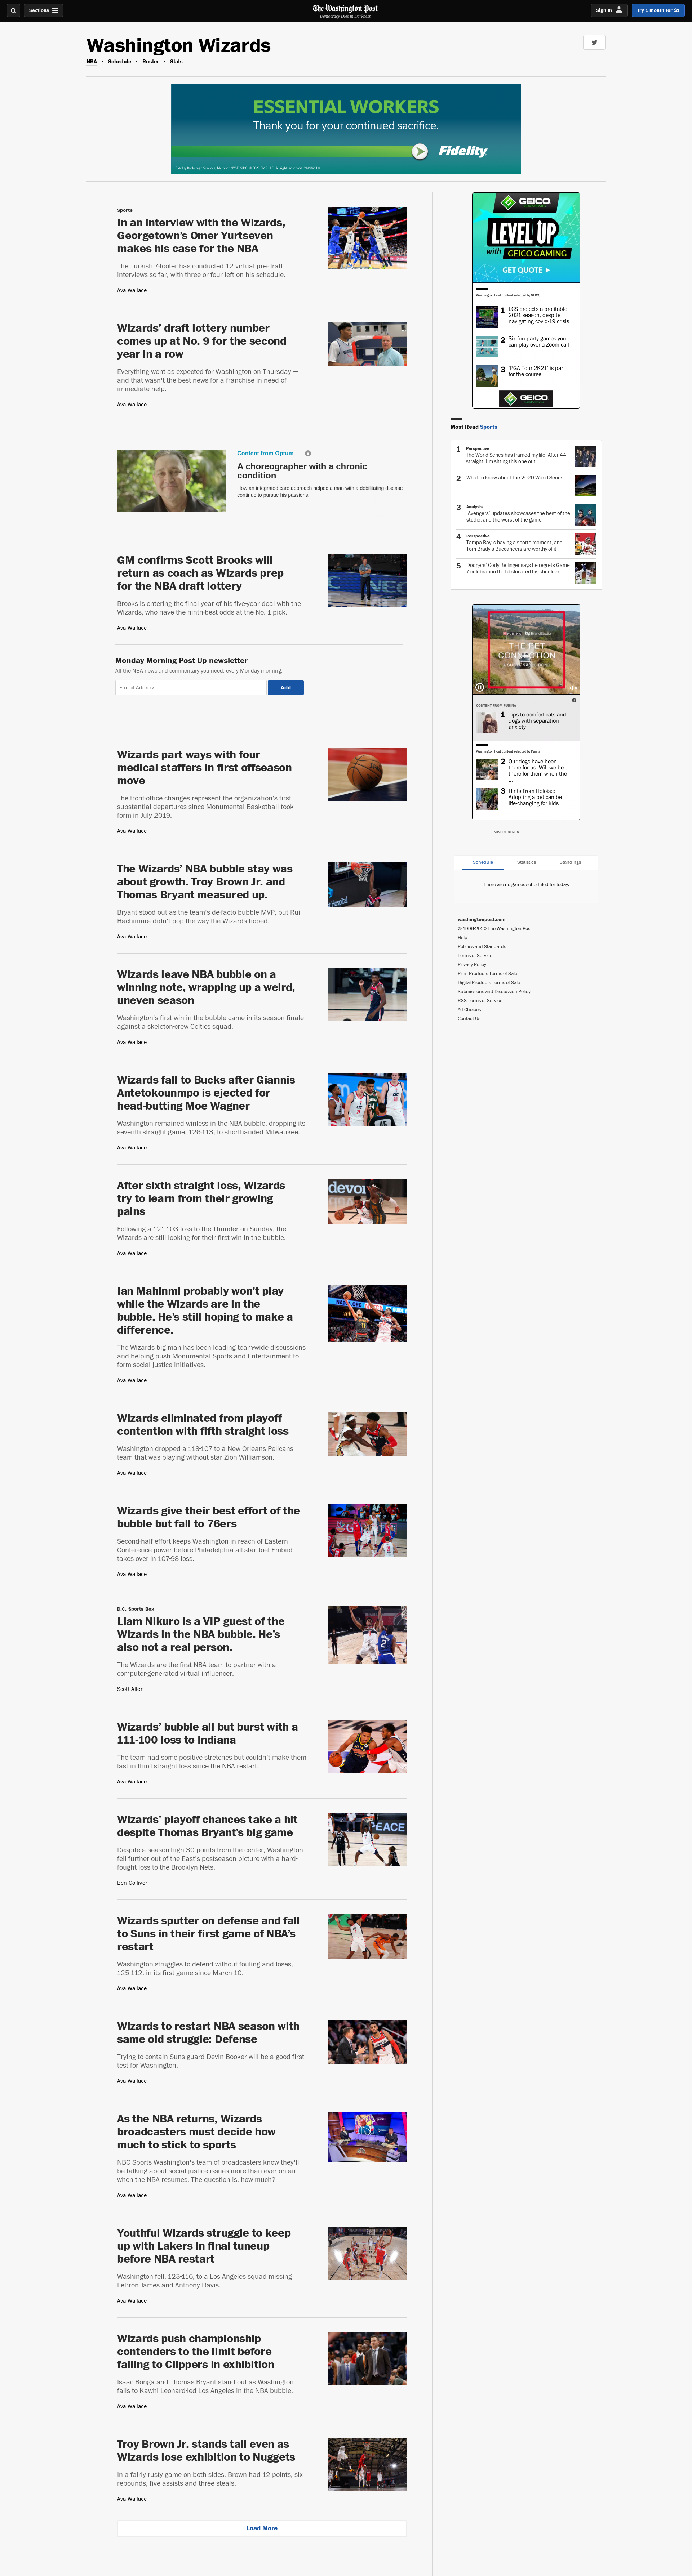 Sections
The Washington Post
Democracy Dies in Darkness
Sign In
Try 1 month for $1
Washington Wizards
NBA • Schedule • Roster • Stats
ESSENTIAL WORKERS
Thank you for your continued sacrifice.
Fidelity
Sports
In an interview with the Wizards,
Georgetown’s Omer Yurtseven
makes his case for the NBA
The Turkish 7-footer has conducted 12 virtual pre-draft
interviews so far, with three or four left on his schedule.
Ava Wallace
Wizards’ draft lottery number
comes up at No. 9 for the second
year in a row
Everything went as expected for Washington on Thursday —
and that wasn’t the best news for a franchise in need of
immediate help.
Ava Wallace
Content from Optum
A choreographer with a chronic
condition
How an integrated care approach helped a man with a debilitating disease
continue to pursue his passions.
GM confirms Scott Brooks will
return as coach as Wizards prep
for the NBA draft lottery
Brooks is entering the final year of his five-year deal with the
Wizards, who have the ninth-best odds at the No. 1 pick.
Ava Wallace
Monday Morning Post Up newsletter
All the NBA news and commentary you need, every Monday morning.
E-mail Address
Add
Wizards part ways with four
medical staffers in first offseason
move
The front-office changes represent the organization’s first
substantial departures since Monumental Basketball took
form in July 2019.
Ava Wallace
The Wizards’ NBA bubble stay was
about growth. Troy Brown Jr. and
Thomas Bryant measured up.
Bryant stood out as the team’s de-facto bubble MVP, but Rui
Hachimura didn’t pop the way the Wizards hoped.
Ava Wallace
Wizards leave NBA bubble on a
winning note, wrapping up a weird,
uneven season
Washington’s first win in the bubble came in its season finale
against a skeleton-crew Celtics squad.
Ava Wallace
Wizards fall to Bucks after Giannis
Antetokounmpo is ejected for
head-butting Moe Wagner
Washington remained winless in the NBA bubble, dropping its
seventh straight game, 126-113, to shorthanded Milwaukee.
Ava Wallace
After sixth straight loss, Wizards
try to learn from their growing
pains
Following a 121-103 loss to the Thunder on Sunday, the
Wizards are still looking for their first win in the bubble.
Ava Wallace
Ian Mahinmi probably won’t play
while the Wizards are in the
bubble. He’s still hoping to make a
difference.
The Wizards big man has been leading team-wide discussions
and helping push Monumental Sports and Entertainment to
form social justice initiatives.
Ava Wallace
Wizards eliminated from playoff
contention with fifth straight loss
Washington dropped a 118-107 to a New Orleans Pelicans
team that was playing without star Zion Williamson.
Ava Wallace
Wizards give their best effort of the
bubble but fall to 76ers
Second-half effort keeps Washington in reach of Eastern
Conference power before Philadelphia all-star Joel Embiid
takes over in 107-98 loss.
Ava Wallace
D.C. Sports Bog
Liam Nikuro is a VIP guest of the
Wizards in the NBA bubble. He’s
also not a real person.
The Wizards are the first NBA team to partner with a
computer-generated virtual influencer.
Scott Allen
Wizards’ bubble all but burst with a
111-100 loss to Indiana
The team had some positive stretches but couldn’t make them
last in third straight loss since the NBA restart.
Ava Wallace
Wizards’ playoff chances take a hit
despite Thomas Bryant’s big game
Despite a season-high 30 points from the center, Washington
fell further out of the East’s postseason picture with a hard-
fought loss to the Brooklyn Nets.
Ben Golliver
Wizards sputter on defense and fall
to Suns in their first game of NBA’s
restart
Washington struggles to defend without fouling and loses,
125-112, in its first game since March 10.
Ava Wallace
Wizards to restart NBA season with
same old struggle: Defense
Trying to contain Suns guard Devin Booker will be a good first
test for Washington.
Ava Wallace
As the NBA returns, Wizards
broadcasters must decide how
much to stick to sports
NBC Sports Washington’s team of broadcasters know they’ll
be talking about social justice issues more than ever on air
when the NBA resumes. The question is, how much?
Ava Wallace
Youthful Wizards struggle to keep
up with Lakers in final tuneup
before NBA restart
Washington fell, 123-116, to a Los Angeles squad missing
LeBron James and Anthony Davis.
Ava Wallace
Wizards push championship
contenders to the limit before
falling to Clippers in exhibition
Isaac Bonga and Thomas Bryant stand out as Washington
falls to Kawhi Leonard-led Los Angeles in the NBA bubble.
Ava Wallace
Troy Brown Jr. stands tall even as
Wizards lose exhibition to Nuggets
In a fairly rusty game on both sides, Brown had 12 points, six
rebounds, five assists and three steals.
Ava Wallace
Load More
GEICO
LEVEL UP
with GEICO GAMING
GET QUOTE
Washington Post content selected by GEICO
1 LCS projects a profitable
2021 season, despite
navigating covid-19 crisis
2 Six fun party games you
can play over a Zoom call
3 ‘PGA Tour 2K21’ is par
for the course
GEICO
Most Read Sports
1 Perspective
The World Series has framed my life. After 44
straight, I’m sitting this one out.
2 What to know about the 2020 World Series
3 Analysis
‘Avengers’ updates showcases the best of the
studio, and the worst of the game
4 Perspective
Tampa Bay is having a sports moment, and
Tom Brady’s Buccaneers are worthy of it
5 Dodgers’ Cody Bellinger says he regrets Game
7 celebration that dislocated his shoulder
THE PET
CONNECTION
CONTENT FROM PURINA
1 Tips to comfort cats and
dogs with separation
anxiety
Washington Post content selected by Purina
2 Our dogs have been
there for us. Will we be
there for them when the
...
3 Hints From Heloise:
Adopting a pet can be
life-changing for kids
ADVERTISEMENT
Schedule Statistics Standings
There are no games scheduled for today.
washingtonpost.com
© 1996-2020 The Washington Post
Help
Policies and Standards
Terms of Service
Privacy Policy
Print Products Terms of Sale
Digital Products Terms of Sale
Submissions and Discussion Policy
RSS Terms of Service
Ad Choices
Contact Us